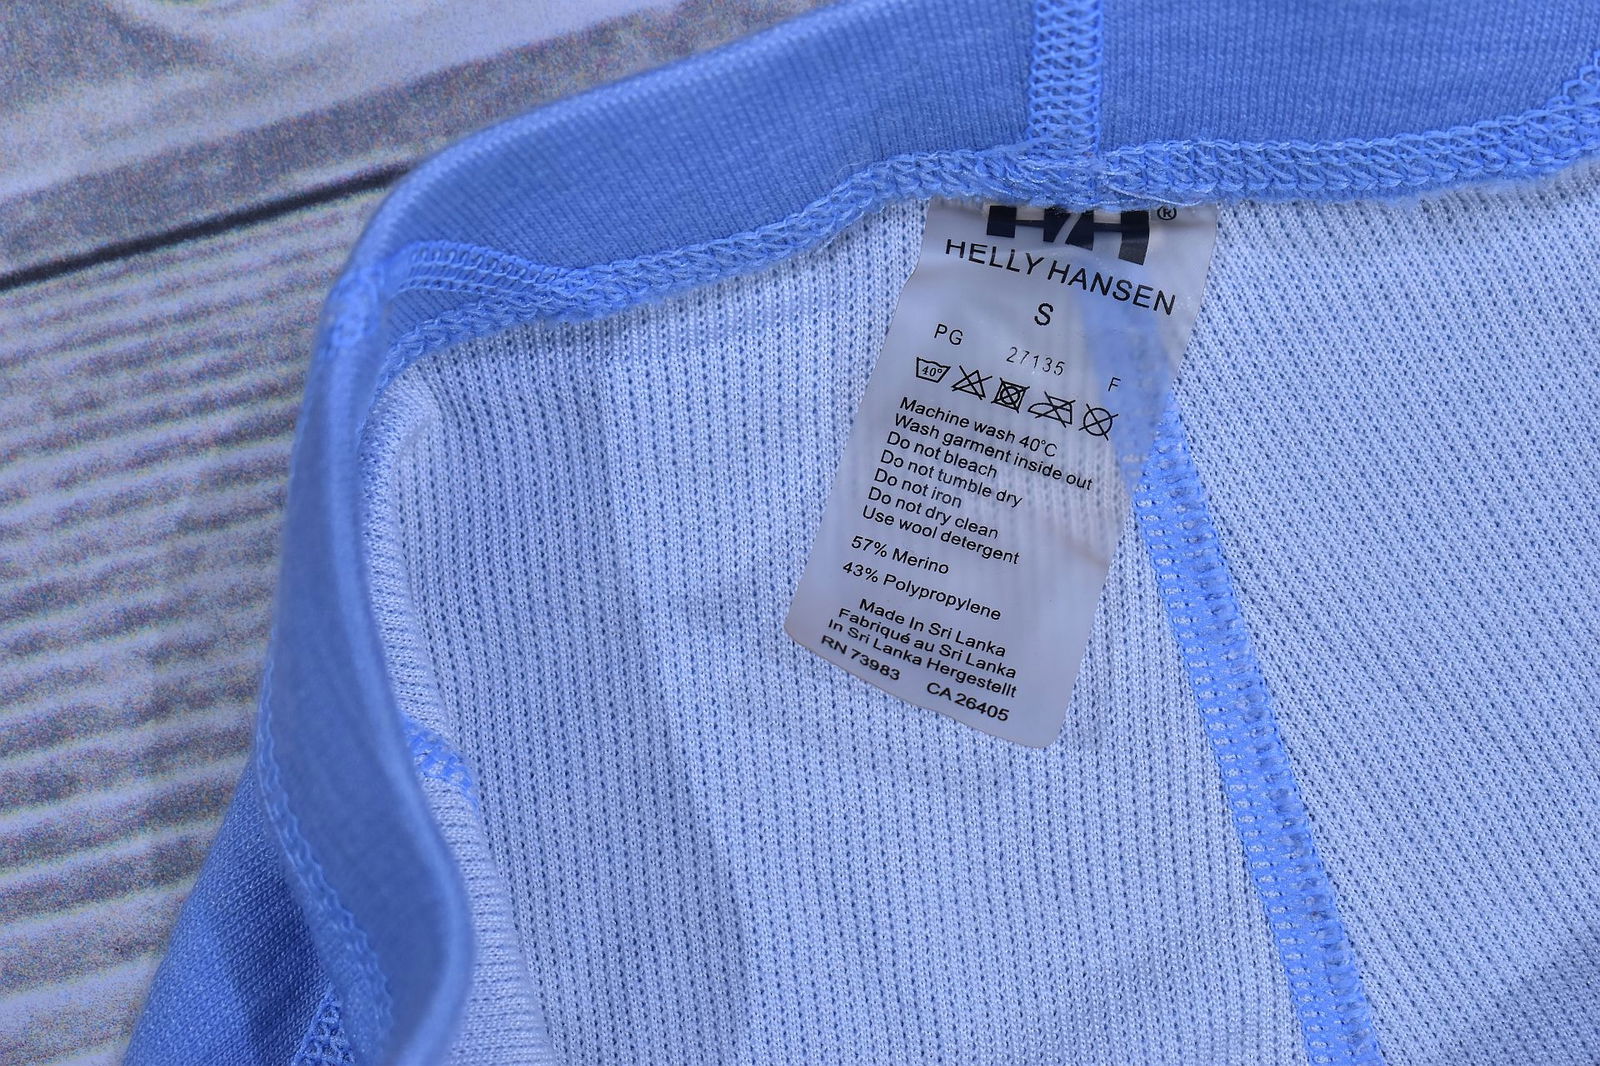 HH®
HELLY HANSEN
S
PG 27135 F
40°
Machine wash 40°C
Wash garment inside out
Do not bleach
Do not tumble dry
Do not iron
Do not dry clean
Use wool detergent
57% Merino
43% Polypropylene
Made In Sri Lanka
Fabriqué au Sri Lanka
In Sri Lanka Hergestellt
RN 73983 CA 26405